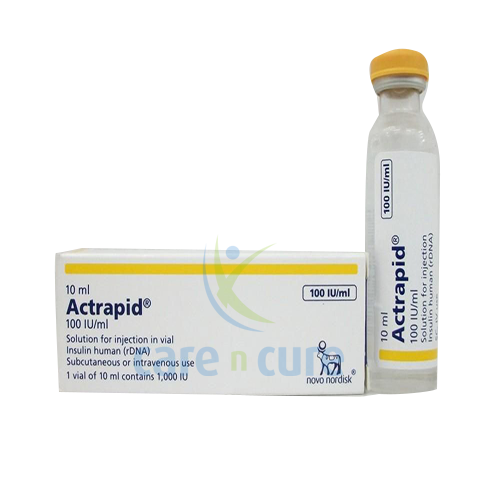 10 ml
Actrapid®
100 IU/ml
100 IU/ml
Solution for injection in vial
Insulin human (rDNA)
Subcutaneous or intravenous use
1 vial of 10 ml contains 1,000 IU
novo nordisk®
care n cure
100 IU/ml
10 ml
Actrapid®
100 IU/ml
Solution for injection
Insulin human (rDNA)